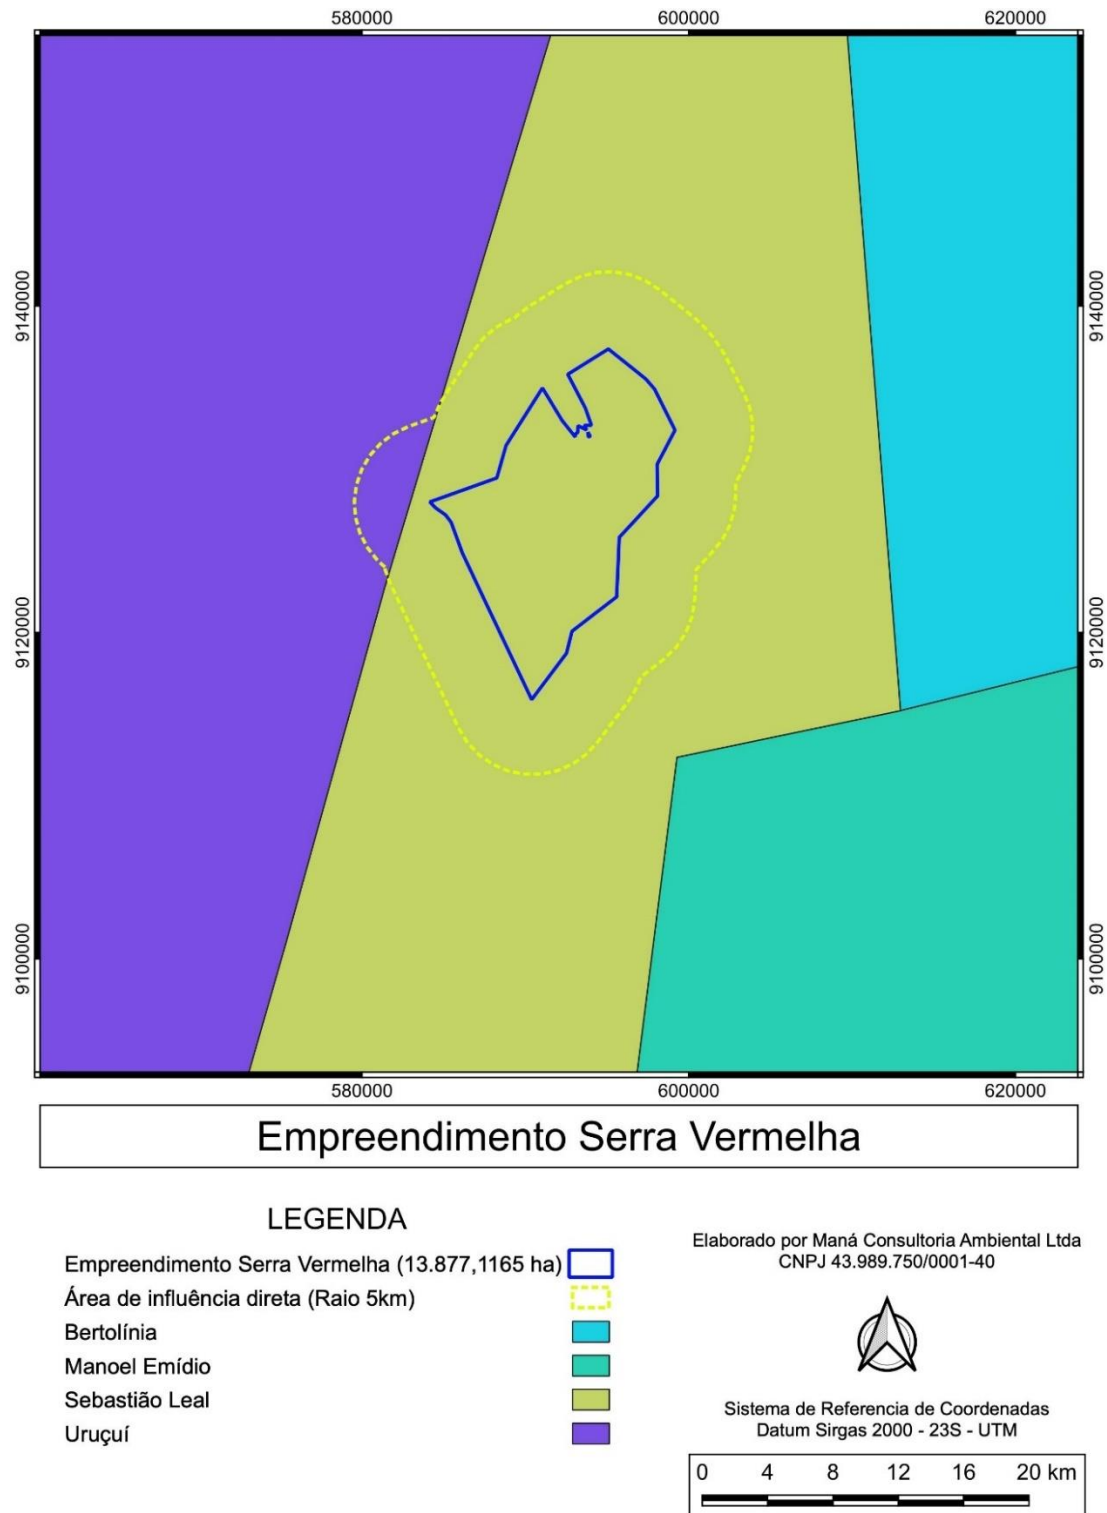 580000 600000 620000
9140000 9140000
9120000 9120000
9100000 9100000
580000 600000 620000
Empreendimento Serra Vermelha
LEGENDA
Empreendimento Serra Vermelha (13.877,1165 ha)
Área de influência direta (Raio 5km)
Bertolínia
Manoel Emídio
Sebastião Leal
Uruçuí
Elaborado por Maná Consultoria Ambiental Ltda
CNPJ 43.989.750/0001-40
Sistema de Referencia de Coordenadas
Datum Sirgas 2000 - 23S - UTM
0 4 8 12 16 20 km